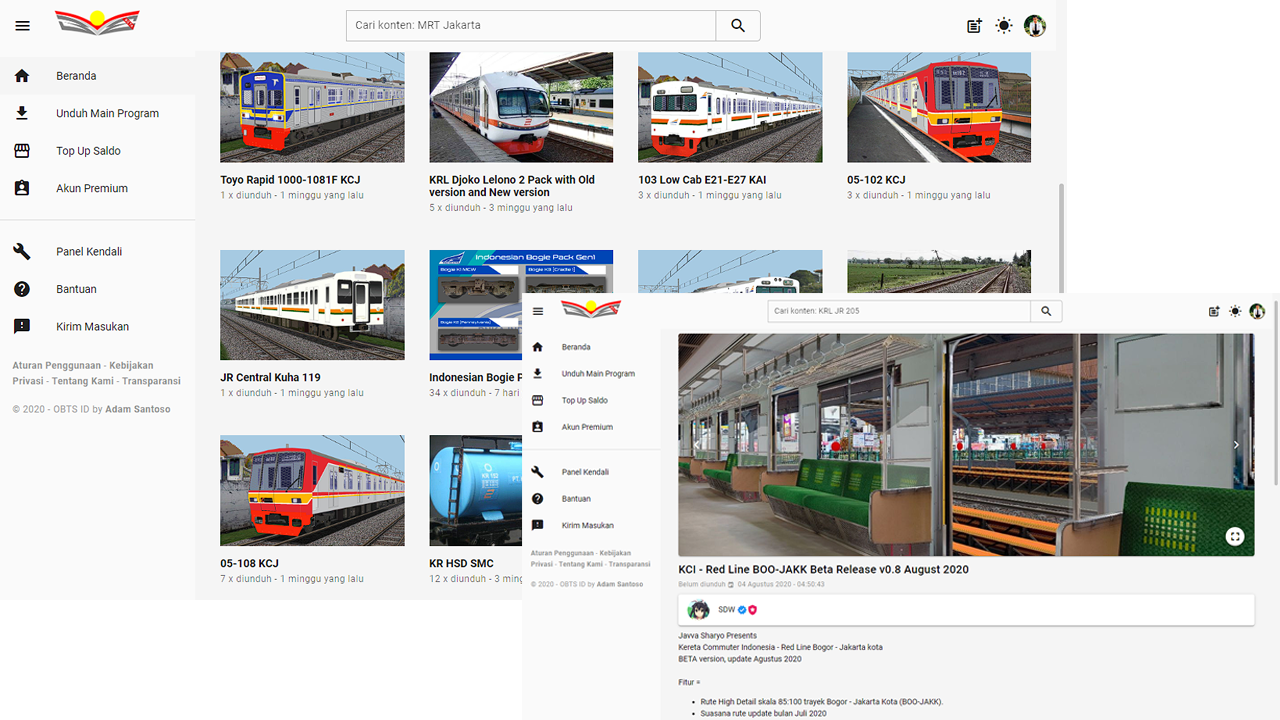 Cari konten: MRT Jakarta
Beranda
Unduh Main Program
Top Up Saldo
Akun Premium
Panel Kendali
Bantuan
Kirim Masukan
Aturan Penggunaan - Kebijakan
Privasi - Tentang Kami - Transparansi
© 2020 - OBTS ID by Adam Santoso
Toyo Rapid 1000-1081F KCJ
1 x diunduh - 1 minggu yang lalu
KRL Djoko Lelono 2 Pack with Old
version and New version
5 x diunduh - 3 minggu yang lalu
103 Low Cab E21-E27 KAI
3 x diunduh - 1 minggu yang lalu
05-102 KCJ
3 x diunduh - 1 minggu yang lalu
JR Central Kuha 119
1 x diunduh - 1 minggu yang lalu
Indonesian Bogie Pack Gen1
Bogie K5 (Cradle I)
Indonesian Bogie P
34 x diunduh - 7 hari
05-108 KCJ
7 x diunduh - 1 minggu yang lalu
KR HSD SMC
12 x diunduh - 3 ming
Cari konten: KRL JR 205
Beranda
Unduh Main Program
Top Up Saldo
Akun Premium
Panel Kendali
Bantuan
Kirim Masukan
Aturan Penggunaan - Kebijakan
Privasi - Tentang Kami - Transparansi
© 2020 - OBTS ID by Adam Santoso
KCI - Red Line BOO-JAKK Beta Release v0.8 August 2020
Belum diunduh 04 Agustus 2020 - 04:50:43
SDW
Javva Sharyo Presents
Kereta Commuter Indonesia - Red Line Bogor - Jakarta kota
BETA version, update Agustus 2020
Fitur =
• Rute High Detail skala 85:100 trayek Bogor - Jakarta Kota (BOO-JAKK).
• Suasana rute update bulan Juli 2020